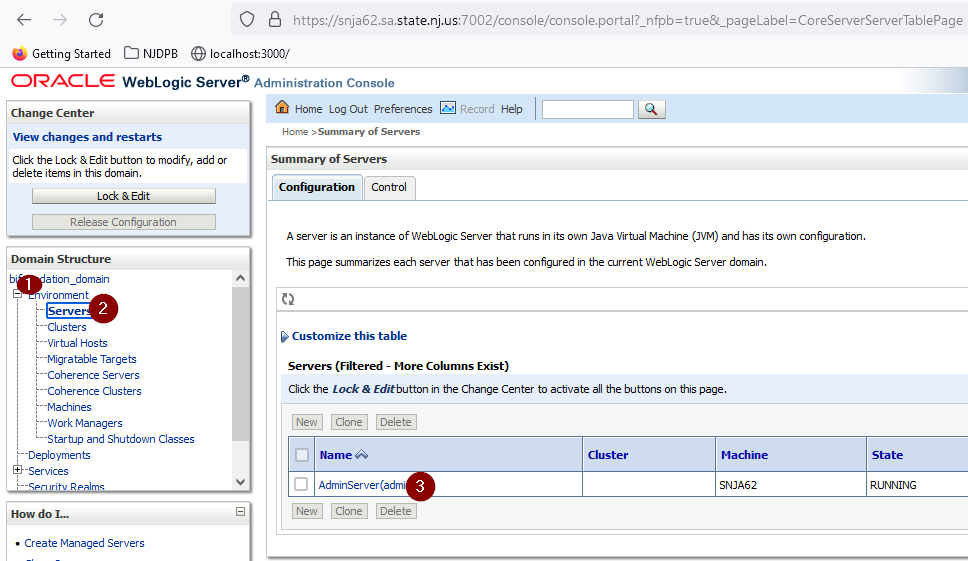 https://snja62.sa.state.nj.us:7002/console/console.portal?_nfpb=true&_pageLabel=CoreServerServerTablePage
Getting Started NJDPB localhost:3000/
ORACLE WebLogic Server® Administration Console
Change Center
View changes and restarts
Click the Lock & Edit button to modify, add or
delete items in this domain.
Lock & Edit
Release Configuration
Domain Structure
1
Environment
Servers 2
Clusters
Virtual Hosts
Migratable Targets
Coherence Servers
Coherence Clusters
Machines
Work Managers
Startup and Shutdown Classes
Deployments
Services
Security Realms
How do I...
Create Managed Servers
Home Log Out Preferences Record Help
Home >Summary of Servers
Summary of Servers
Configuration Control
A server is an instance of WebLogic Server that runs in its own Java Virtual Machine (JVM) and has its own configuration.
This page summarizes each server that has been configured in the current WebLogic Server domain.
Customize this table
Servers (Filtered - More Columns Exist)
Click the Lock & Edit button in the Change Center to activate all the buttons on this page.
New Clone Delete
Name Cluster Machine State
AdminServer(admi 3 SNJA62 RUNNING
New Clone Delete